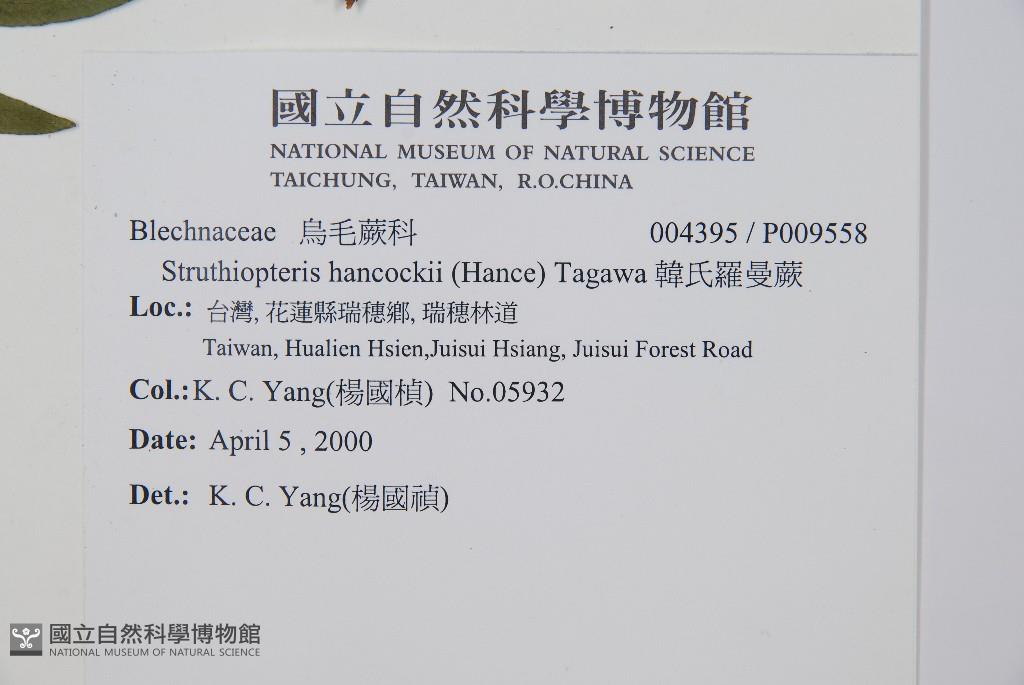 國立自然科學博物館
NATIONAL MUSEUM OF NATURAL SCIENCE
TAICHUNG, TAIWAN, R.O.CHINA
Blechnaceae 烏毛蕨科 004395 / P009558
Struthiopteris hancockii (Hance) Tagawa 韓氏羅曼蕨
Loc.: 台灣, 花蓮縣瑞穗鄉, 瑞穗林道
Taiwan, Hualien Hsien,Juisui Hsiang, Juisui Forest Road
Col.: K. C. Yang(楊國楨) No.05932
Date: April 5 , 2000
Det.: K. C. Yang(楊國禎)
國立自然科學博物館
NATIONAL MUSEUM OF NATURAL SCIENCE